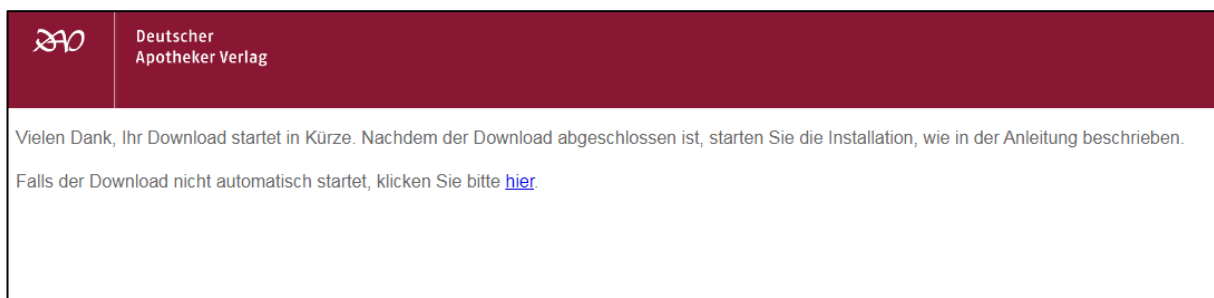 DAV
Deutscher
Apotheker Verlag
Vielen Dank, Ihr Download startet in Kürze. Nachdem der Download abgeschlossen ist, starten Sie die Installation, wie in der Anleitung beschrieben.
Falls der Download nicht automatisch startet, klicken Sie bitte hier.